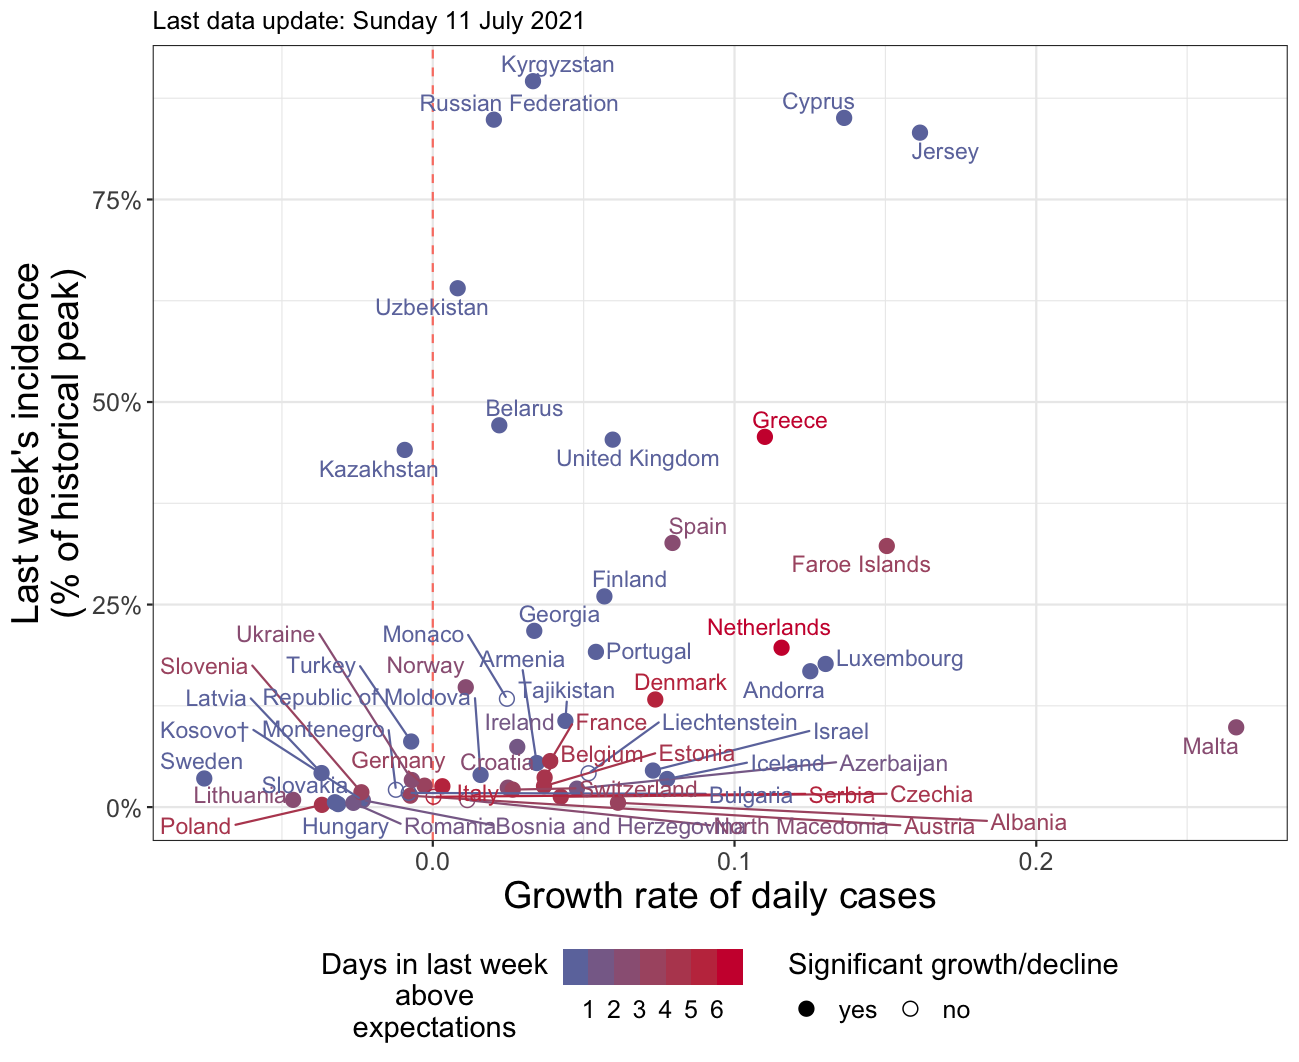 Last data update: Sunday 11 July 2021
Kyrgyzstan
Russian Federation
Cyprus
Jersey
75%
Uzbekistan
Belarus
50%
Greece
Kazakhstan
United Kingdom
Last week's incidence
(% of historical peak)
Spain
Faroe Islands
Finland
25%
Georgia
Ukraine
Monaco
Netherlands
Slovenia
Turkey
Norway
Armenia
Portugal
Luxembourg
Latvia
Republic of Moldova
Tajikistan
Denmark
Andorra
Kosovo†
Montenegro
Ireland
France
Liechtenstein
Israel
Malta
Sweden
Germany
Croatia
Belgium
Estonia
Iceland
Azerbaijan
Slovakia
Lithuania
Italy
Switzerland
Bulgaria
Serbia
Czechia
0%
Poland
Hungary
Romania
Bosnia and Herzegovina
North Macedonia
Austria
Albania
0.0
0.1
0.2
Growth rate of daily cases
Days in last week
above
expectations
1 2 3 4 5 6
Significant growth/decline
yes
no